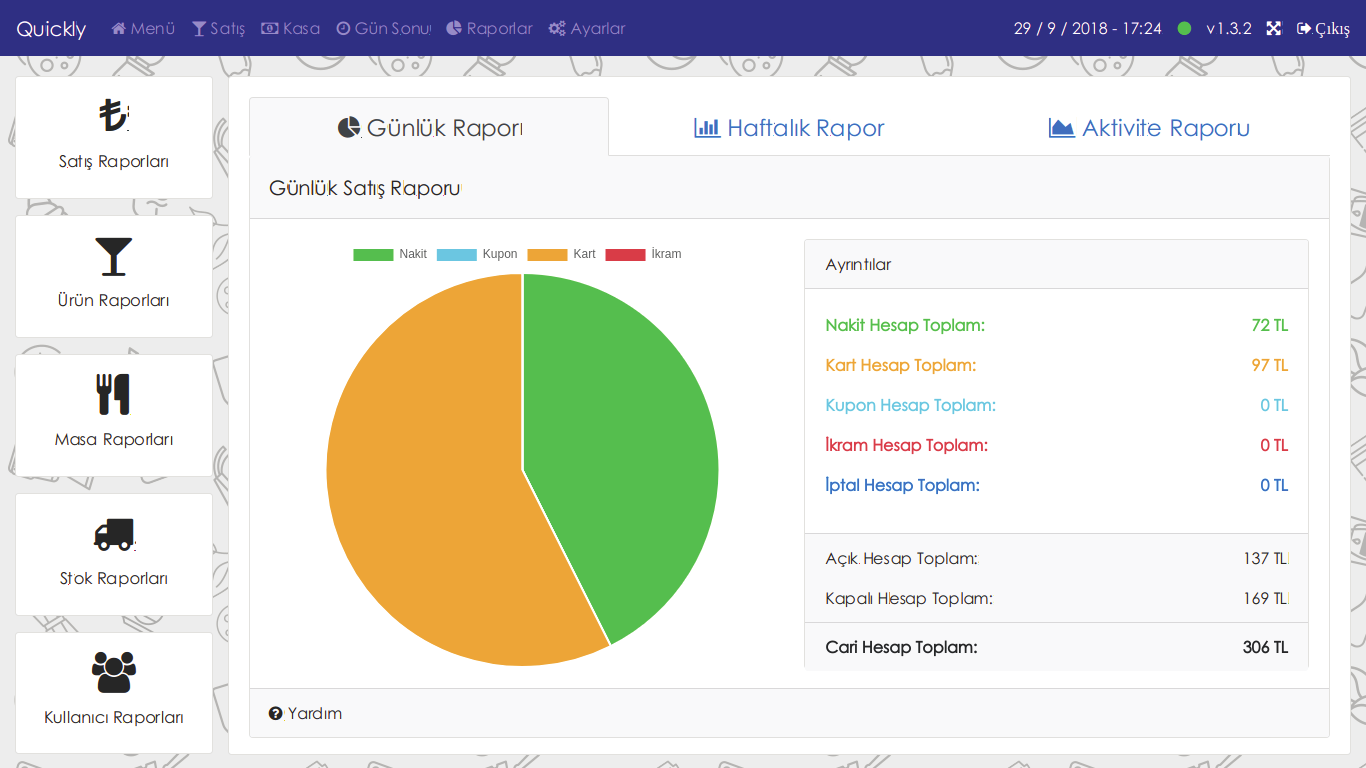 Quickly Menü Satış Kasa Gün Sonu Raporlar Ayarlar 29 / 9 / 2018 - 17:24 v1.3.2 Çıkış
Satış Raporları
Ürün Raporları
Masa Raporları
Stok Raporları
Kullanıcı Raporları
Günlük Rapor Haftalık Rapor Aktivite Raporu
Günlük Satış Raporu
Nakit Kupon Kart İkram
Ayrıntılar
Nakit Hesap Toplam: 72 TL
Kart Hesap Toplam: 97 TL
Kupon Hesap Toplam: 0 TL
İkram Hesap Toplam: 0 TL
İptal Hesap Toplam: 0 TL
Açık Hesap Toplam: 137 TL
Kapalı Hesap Toplam: 169 TL
Cari Hesap Toplam: 306 TL
Yardım